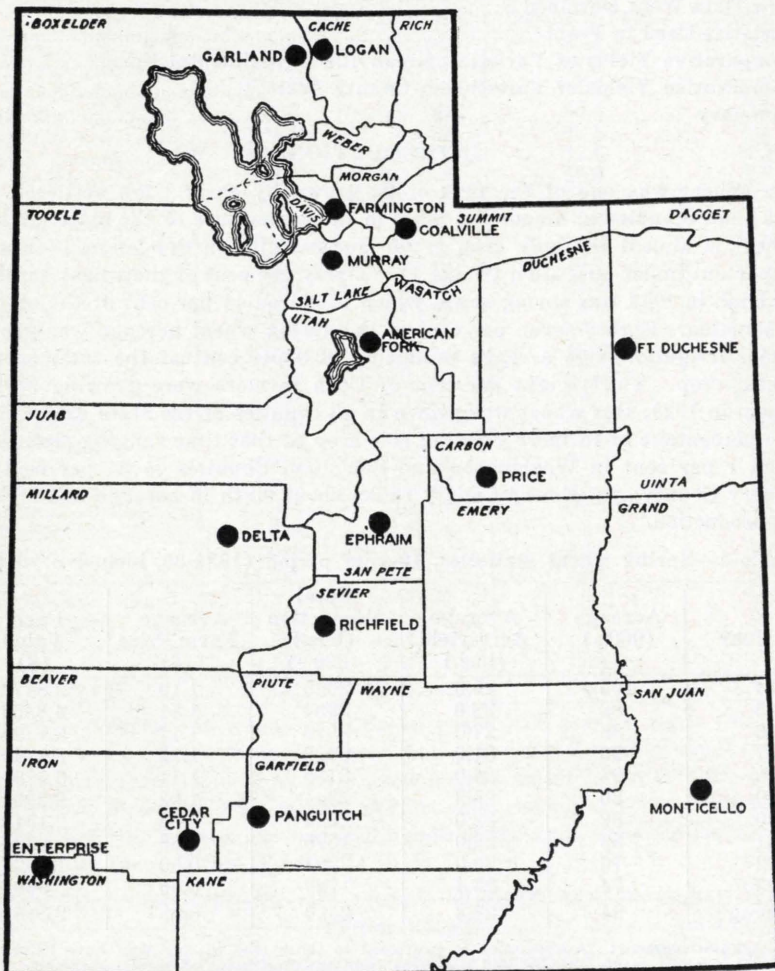 BOXELDER
CACHE
RICH
GARLAND
LOGAN
WEBER
MORGAN
TOOELE
DAVIS
FARMINGTON
SUMMIT
DAGGET
COALVILLE
DUCHESNE
MURRAY
WASATCH
SALT LAKE
UTAH
AMERICAN
FORK
FT. DUCHESNE
JUAB
CARBON
PRICE
UINTA
MILLARD
EMERY
GRAND
DELTA
EPHRAIM
SAN PETE
SEVIER
RICHFIELD
BEAVER
PIUTE
WAYNE
SAN JUAN
IRON
GARFIELD
MONTICELLO
CEDAR
CITY
PANGUITCH
ENTERPRISE
WASHINGTON
KANE